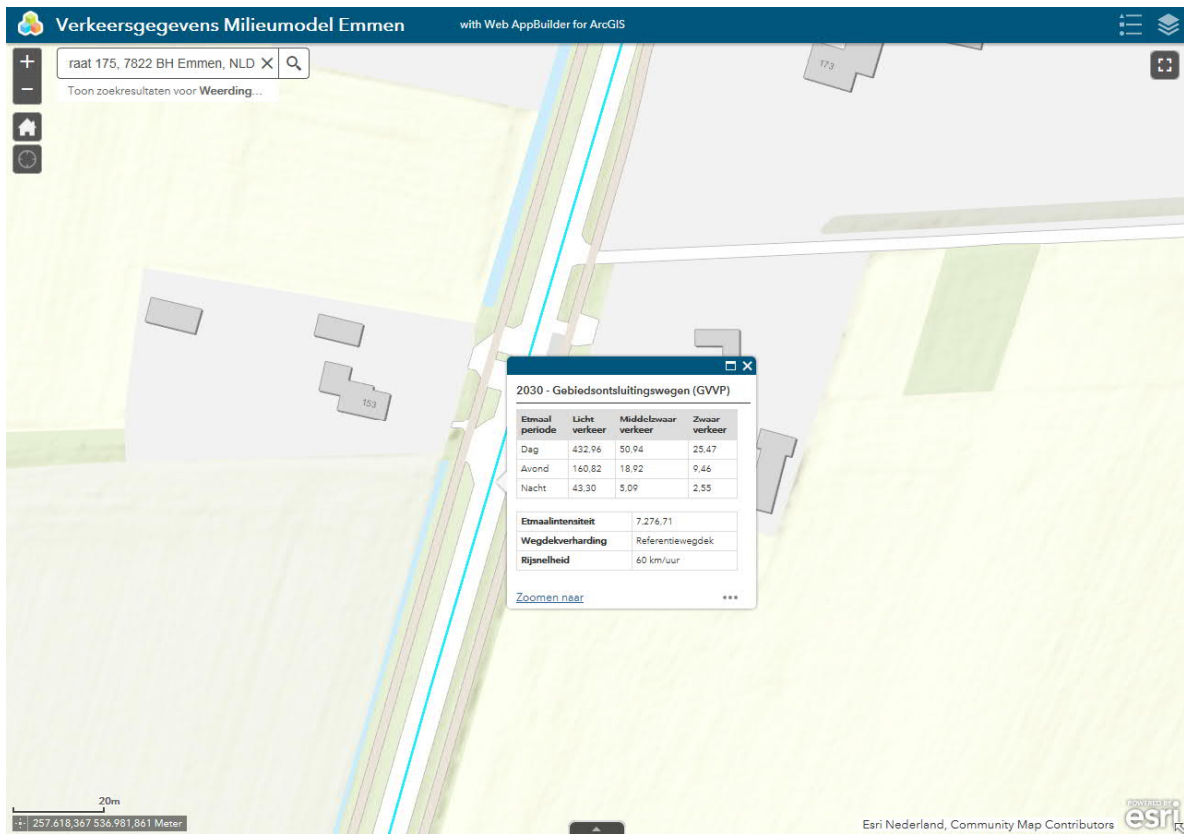 Verkeersgegevens Milieumodel Emmen with Web AppBuilder for ArcGIS
+
raat 175, 7822 BH Emmen, NLD
−
Toon zoekresultaten voor Weerding...
173
153
2030 - Gebiedsontsluitingswegen (GVVP)
Etmaal periode Licht verkeer Middelzwaar verkeer Zwaar verkeer
Dag 432,96 50,94 25,47
Avond 160,82 18,92 9,46
Nacht 43,30 5,09 2,55
Etmaalintensiteit 7.276,71
Wegdekverharding Referentiewegdek
Rijsnelheid 60 km/uur
Zoomen naar
20m
257.618,367 536.981,861 Meter
Esri Nederland, Community Map Contributors
POWERED BY
esri